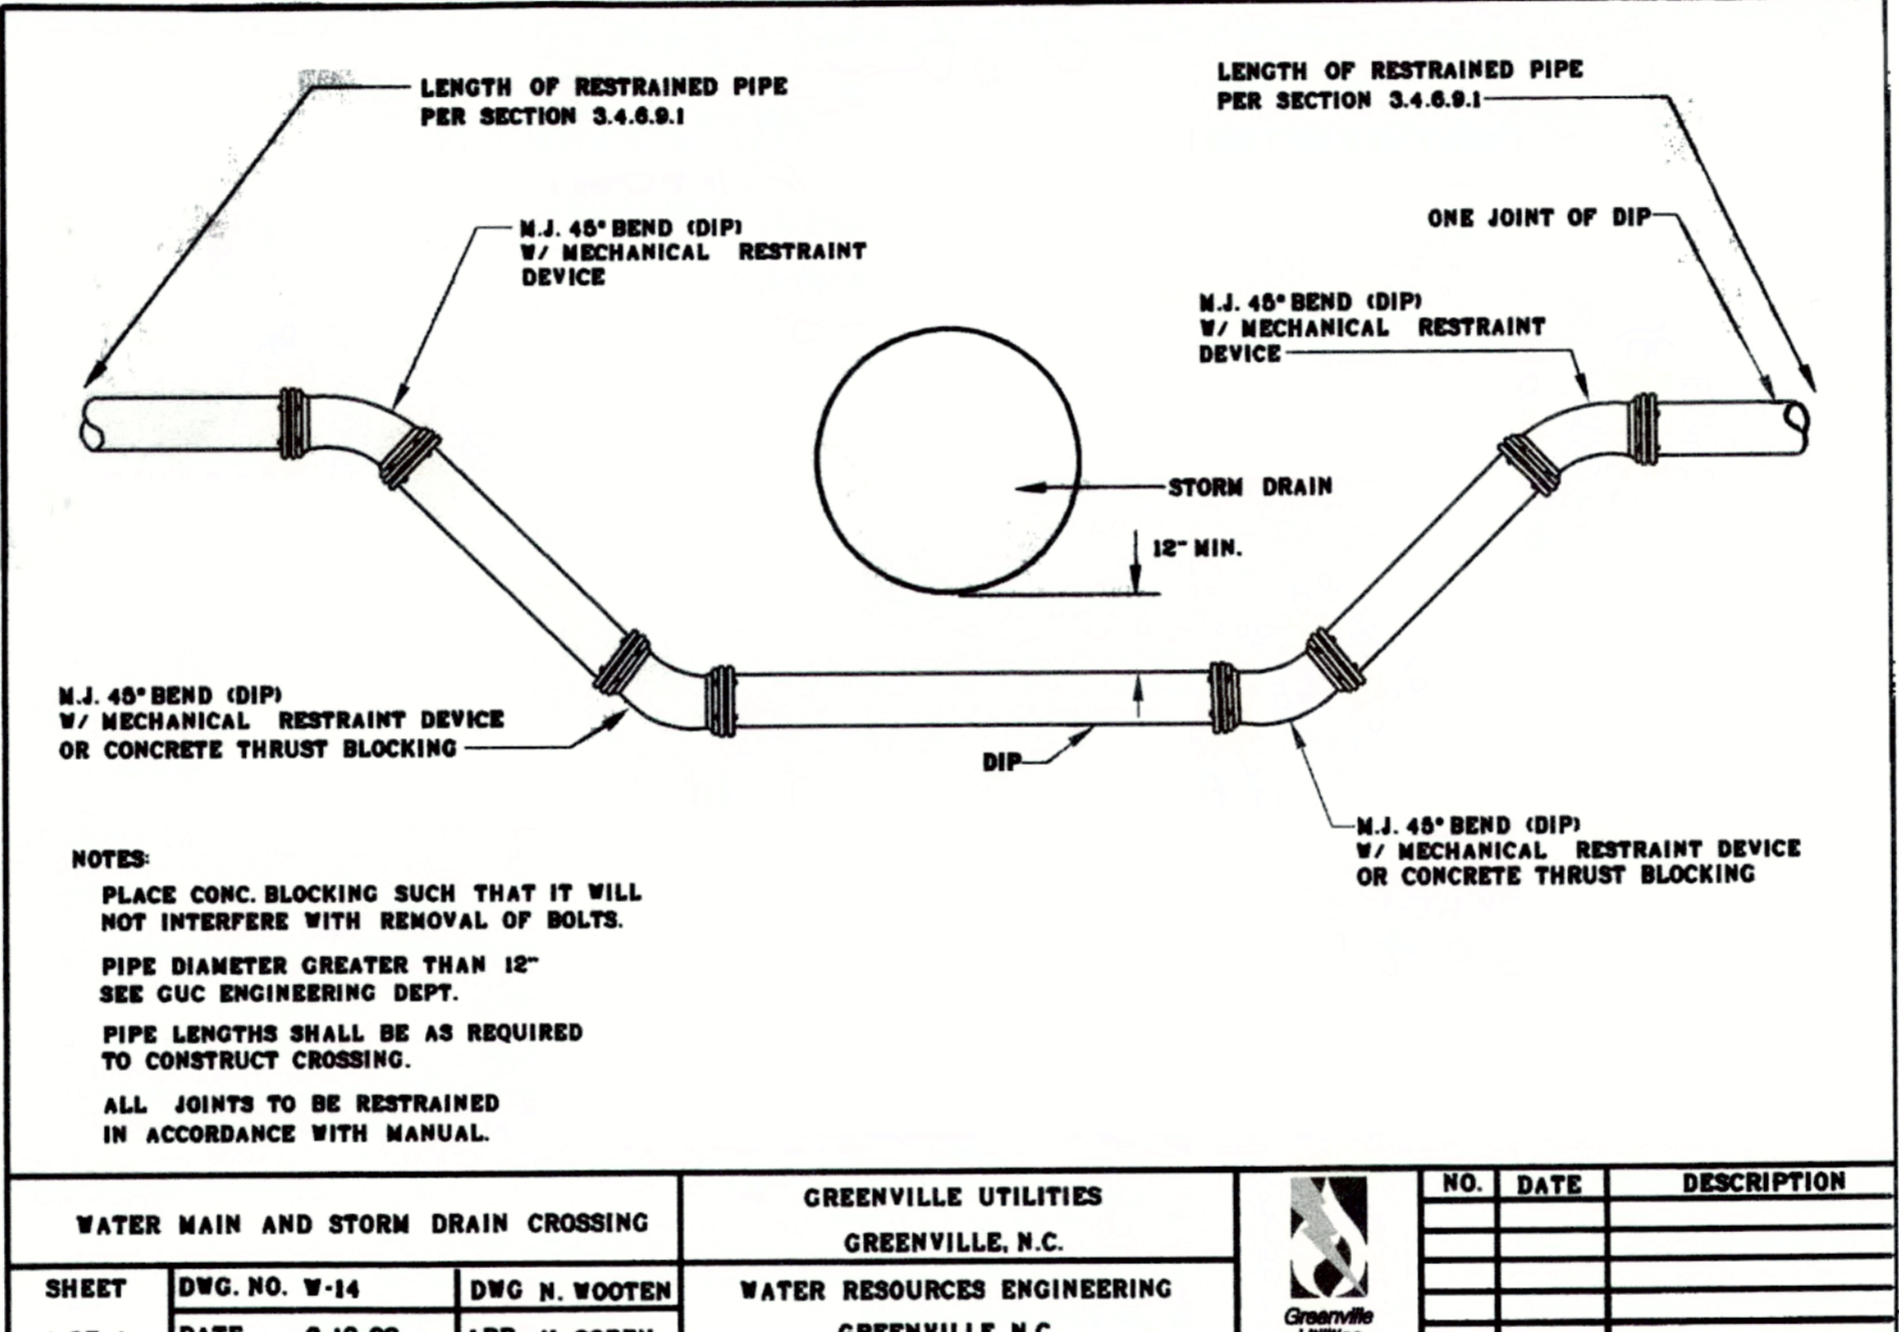 LENGTH OF RESTRAINED PIPE
PER SECTION 3.4.6.9.1
LENGTH OF RESTRAINED PIPE
PER SECTION 3.4.6.9.1
ONE JOINT OF DIP
M.J. 45° BEND (DIP)
W/ MECHANICAL RESTRAINT
DEVICE
M.J. 45° BEND (DIP)
W/ MECHANICAL RESTRAINT
DEVICE
STORM DRAIN
12" MIN.
M.J. 45° BEND (DIP)
W/ MECHANICAL RESTRAINT DEVICE
OR CONCRETE THRUST BLOCKING
DIP
M.J. 45° BEND (DIP)
W/ MECHANICAL RESTRAINT DEVICE
OR CONCRETE THRUST BLOCKING
NOTES:
PLACE CONC. BLOCKING SUCH THAT IT WILL
NOT INTERFERE WITH REMOVAL OF BOLTS.
PIPE DIAMETER GREATER THAN 12"
SEE GUC ENGINEERING DEPT.
PIPE LENGTHS SHALL BE AS REQUIRED
TO CONSTRUCT CROSSING.
ALL JOINTS TO BE RESTRAINED
IN ACCORDANCE WITH MANUAL.
WATER MAIN AND STORM DRAIN CROSSING
GREENVILLE UTILITIES
GREENVILLE, N.C.
NO. DATE DESCRIPTION
SHEET DWG. NO. W-14 DWG N. WOOTEN
WATER RESOURCES ENGINEERING
GREENVILLE, N.C.
DATE
Greenville
Utilities